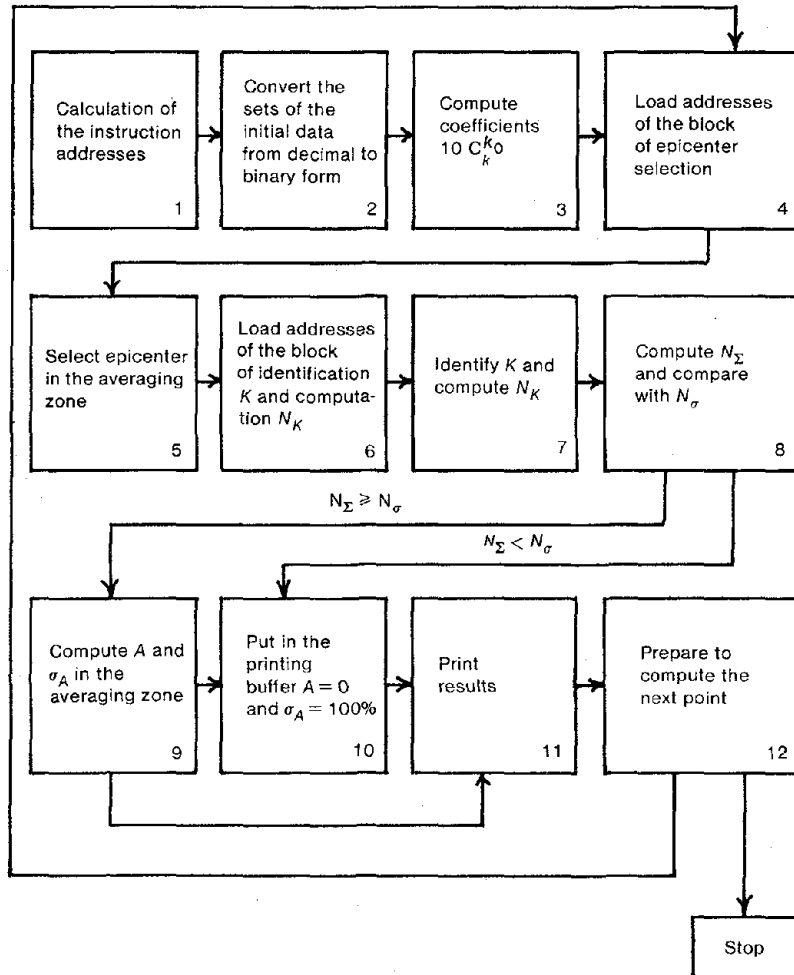 Calculation of
the instruction
addresses
1
Convert the
sets of the
initial data
from decimal to
binary form
2
Compute
coefficients
10 C_k^k0
3
Load addresses
of the block
of epicenter
selection
4
Select epicenter
in the averaging
zone
5
Load addresses
of the block
of identification
K and computa-
tion N_K
6
Identify K and
compute N_K
7
Compute N_Σ
and compare
with N_σ
8
N_Σ ⩾ N_σ
N_Σ < N_σ
Compute A and
σ_A in the
averaging zone
9
Put in the
printing
buffer A = 0
and σ_A = 100%
10
Print
results
11
Prepare to
compute the
next point
12
Stop